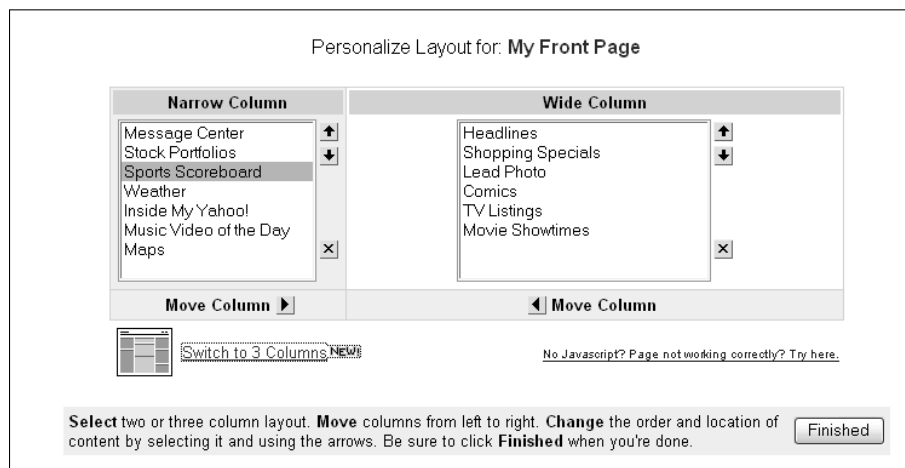 Personalize Layout for: My Front Page
Narrow Column
Message Center
Stock Portfolios
Sports Scoreboard
Weather
Inside My Yahoo!
Music Video of the Day
Maps
Move Column
Wide Column
Headlines
Shopping Specials
Lead Photo
Comics
TV Listings
Movie Showtimes
Move Column
Switch to 3 Columns NEW!
No Javascript? Page not working correctly? Try here.
Select two or three column layout. Move columns from left to right. Change the order and location of
content by selecting it and using the arrows. Be sure to click Finished when you're done.
Finished